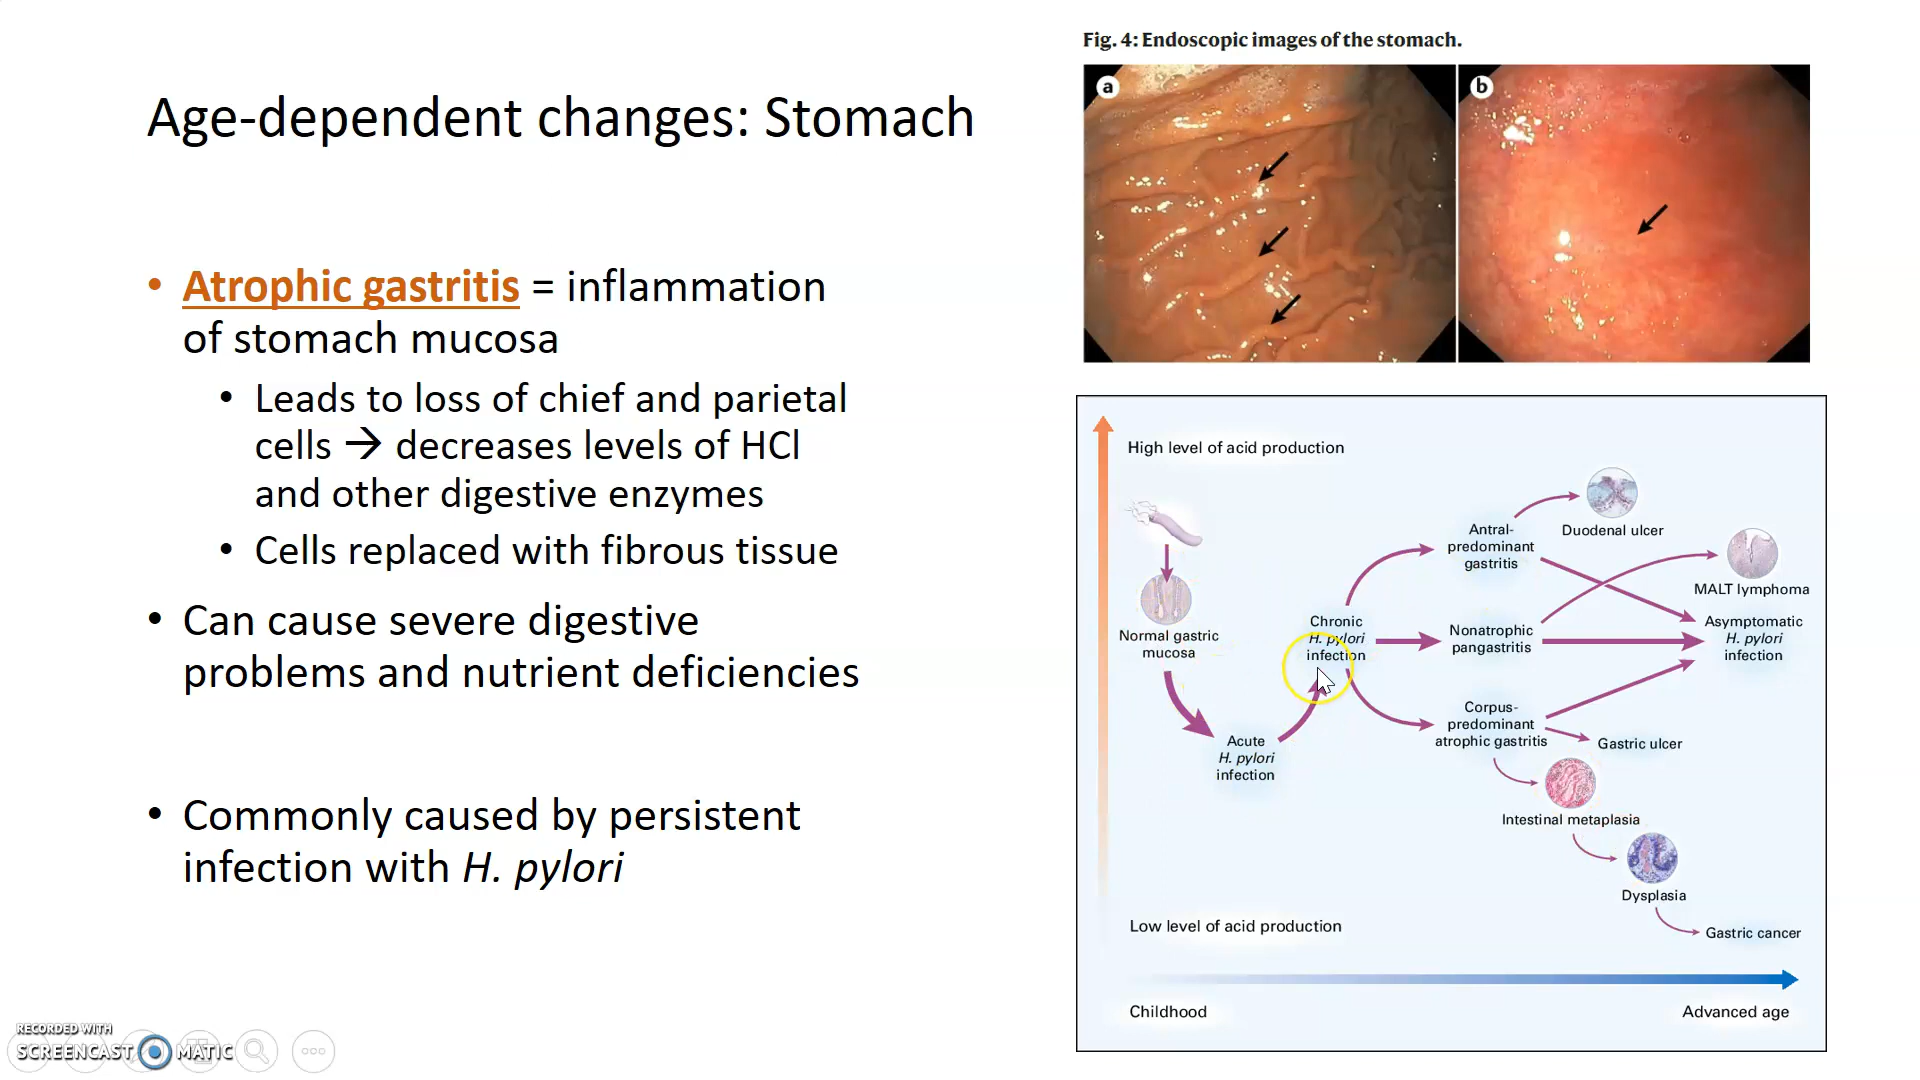 Age-dependent changes: Stomach
• Atrophic gastritis = inflammation
of stomach mucosa
• Leads to loss of chief and parietal
cells → decreases levels of HCl
and other digestive enzymes
• Cells replaced with fibrous tissue
• Can cause severe digestive
problems and nutrient deficiencies
• Commonly caused by persistent
infection with H. pylori
Fig. 4: Endoscopic images of the stomach.
a
b
High level of acid production
Normal gastric
mucosa
Acute
H. pylori
infection
Chronic
H. pylori
infection
Antral-
predominant
gastritis
Duodenal ulcer
Nonatrophic
pangastritis
MALT lymphoma
Asymptomatic
H. pylori
infection
Corpus-
predominant
atrophic gastritis
Gastric ulcer
Intestinal metaplasia
Dysplasia
Gastric cancer
Low level of acid production
Childhood
Advanced age
RECORDED WITH
SCREENCAST MATIC